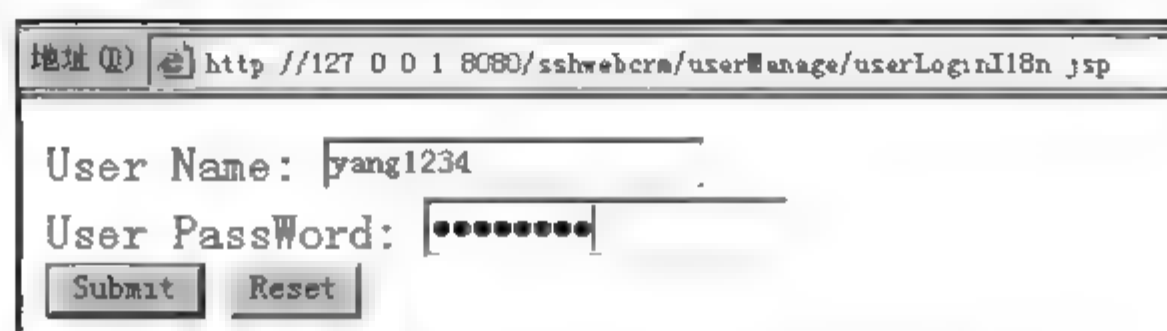 地址(D) http //127 0 0 1 8080/sshwebcrm/userManage/userLoginI18n jsp
User Name: yang1234
User PassWord: ●●●●●●●●
Submit Reset